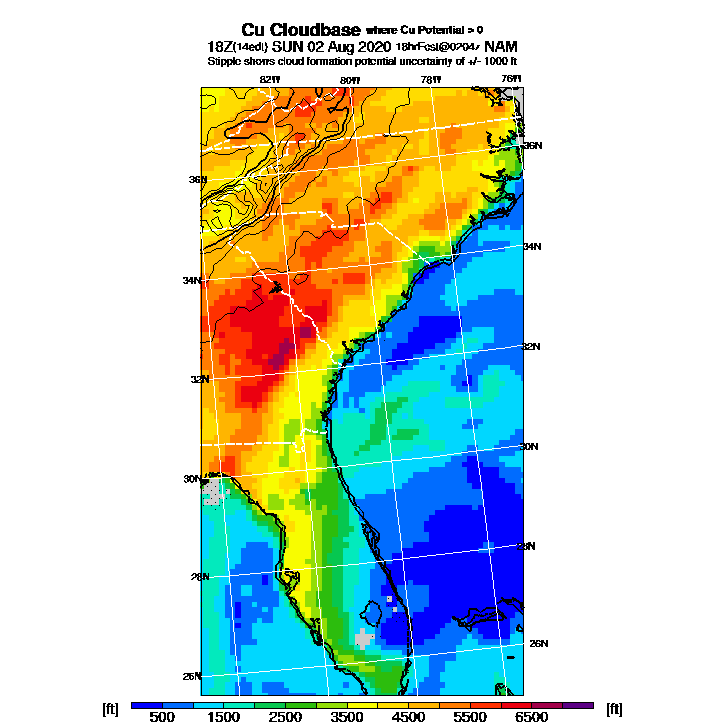 Cu Cloudbase where Cu Potential > 0
18Z(14edt) SUN 02 Aug 2020 18hrFcst@0204z NAM
Stipple shows cloud formation potential uncertainty of +/- 1000 ft
82W 80W 78W 76W
36N
36N
34N
34N
32N
32N
30N
30N
28N
28N
26N
26N
[ft] 500 1500 2500 3500 4500 5500 6500 [ft]